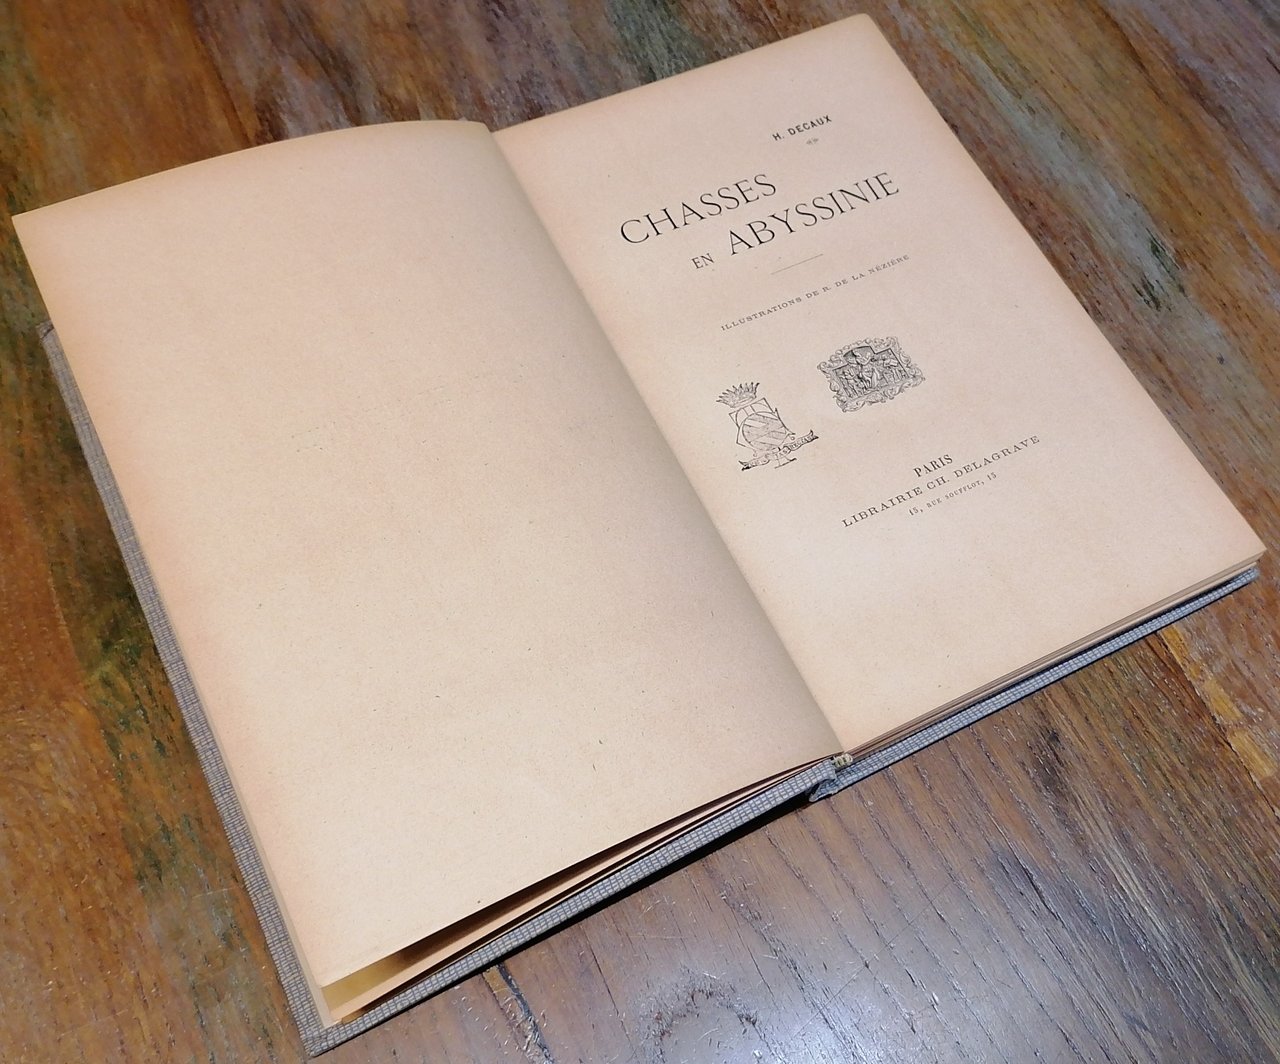 H. DECAUX
CHASSES
EN ABYSSINIE
ILLUSTRATIONS DE R. DE LA NÉZIÈRE
PARIS
LIBRAIRIE CH. DELAGRAVE
15, RUE SOUFFLOT, 15